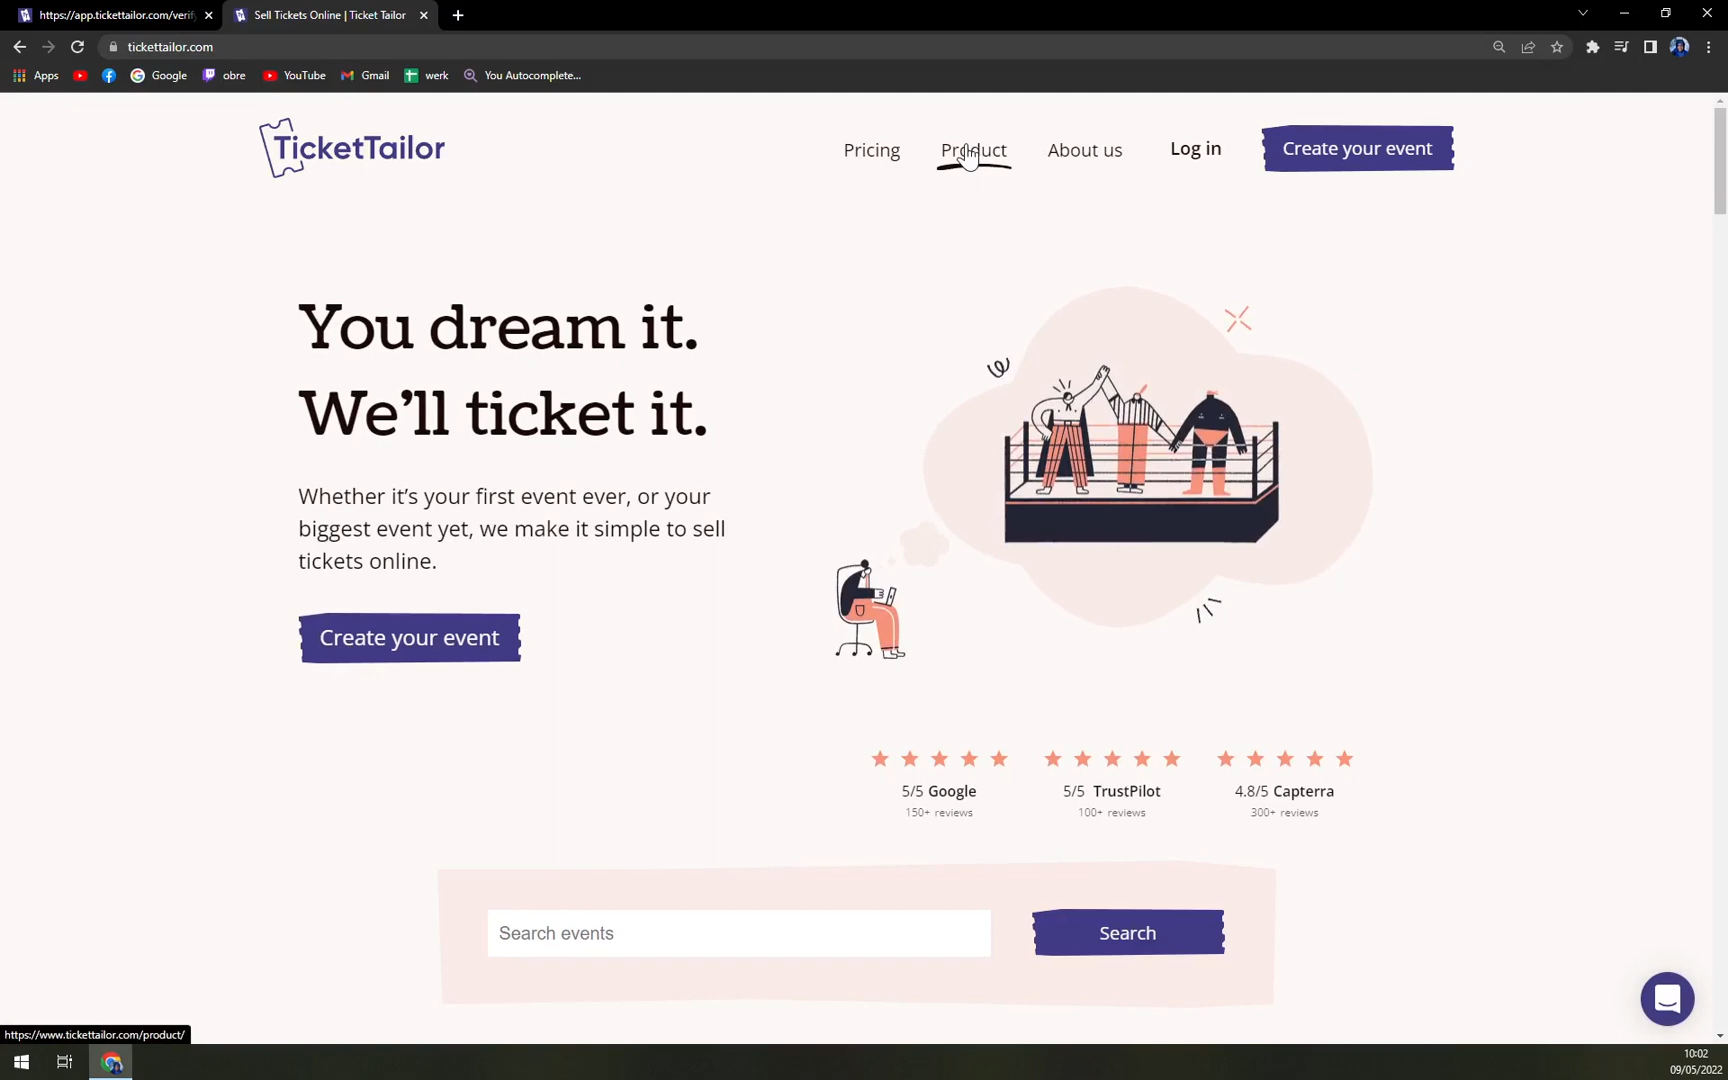 https://app.tickettailor.com/verif
Sell Tickets Online | Ticket Tailor
tickettailor.com
Apps
Google
obre
YouTube
Gmail
werk
You Autocomplete...
TicketTailor
Pricing
Product
About us
Log in
Create your event
You dream it.
We'll ticket it.
Whether it's your first event ever, or your
biggest event yet, we make it simple to sell
tickets online.
Create your event
5/5 Google
150+ reviews
5/5 TrustPilot
100+ reviews
4.8/5 Capterra
300+ reviews
Search events
Search
https://www.tickettailor.com/product/
10:02
09/05/2022